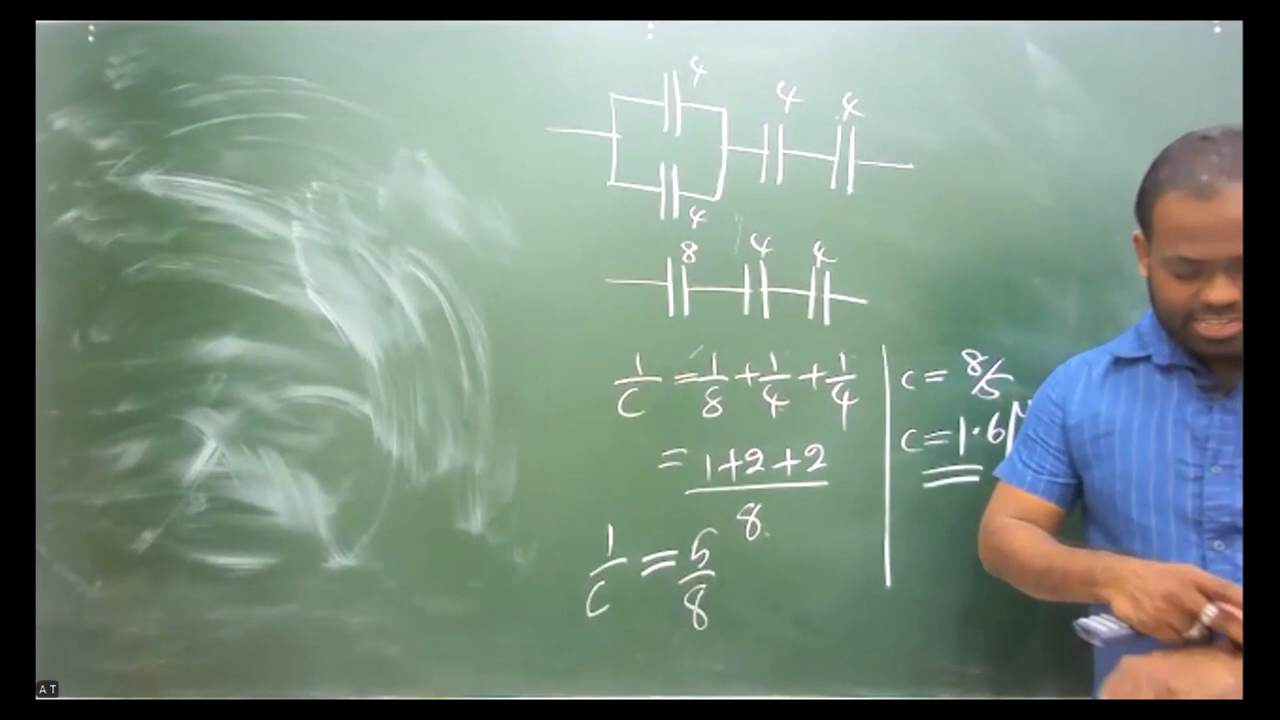 4
4 4
4
8 4 4
1/C = 1/8 + 1/4 + 1/4
= (1+2+2)/8
1/C = 5/8
C = 8/5
C = 1.6
A T